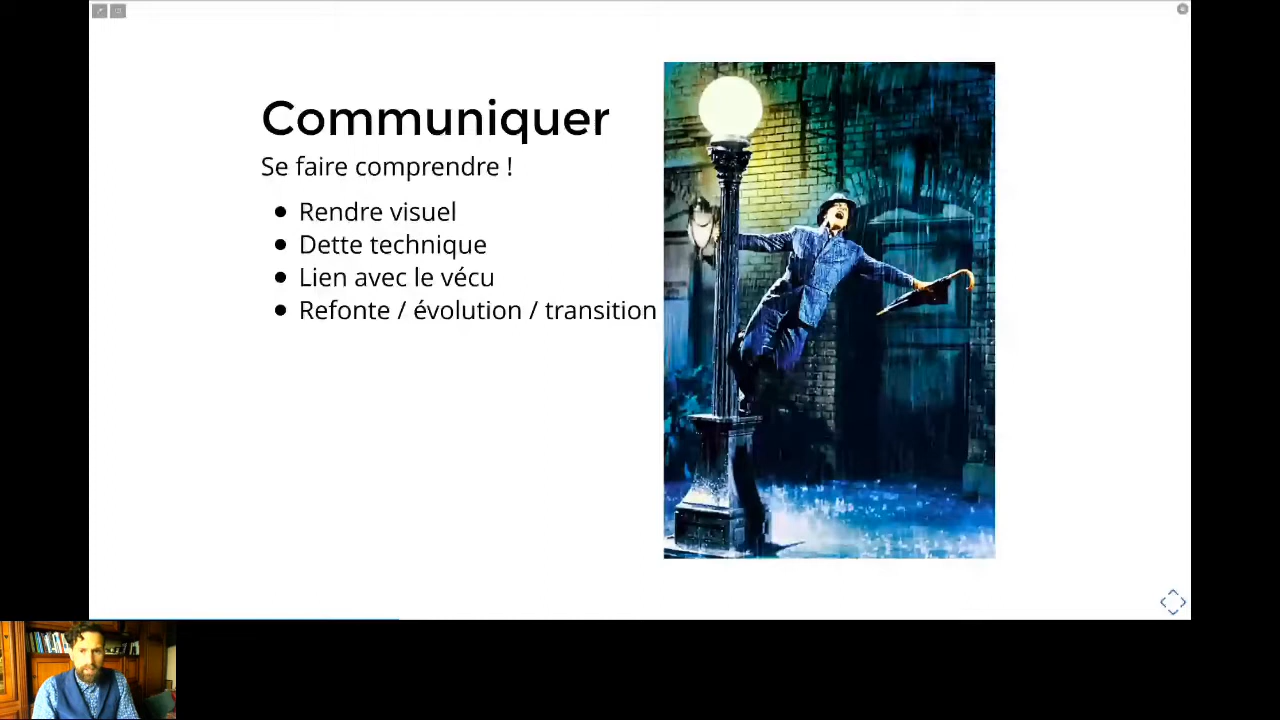 Communiquer
Se faire comprendre !
Rendre visuel
Dette technique
Lien avec le vécu
Refonte / évolution / transition